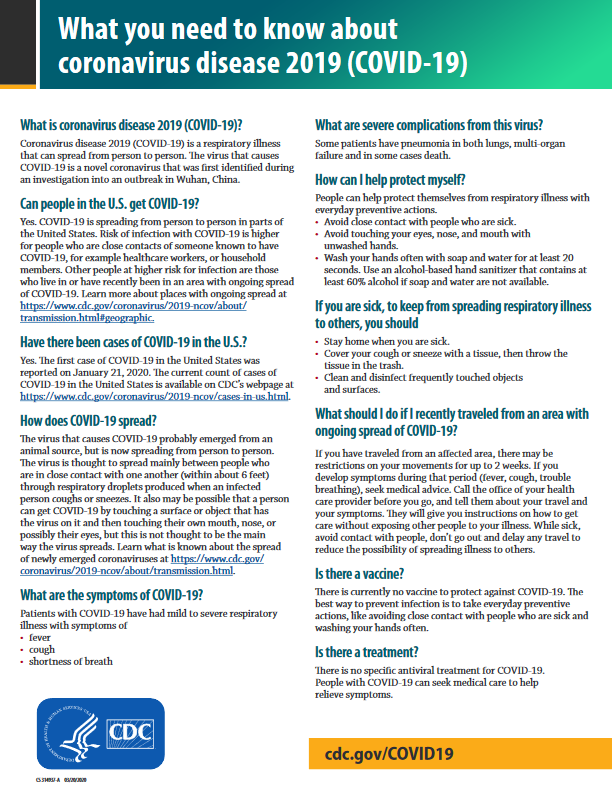 What you need to know about
coronavirus disease 2019 (COVID-19)
What is coronavirus disease 2019 (COVID-19)?
Coronavirus disease 2019 (COVID-19) is a respiratory illness
that can spread from person to person. The virus that causes
COVID-19 is a novel coronavirus that was first identified during
an investigation into an outbreak in Wuhan, China.
Can people in the U.S. get COVID-19?
Yes. COVID-19 is spreading from person to person in parts of
the United States. Risk of infection with COVID-19 is higher
for people who are close contacts of someone known to have
COVID-19, for example healthcare workers, or household
members. Other people at higher risk for infection are those
who live in or have recently been in an area with ongoing spread
of COVID-19. Learn more about places with ongoing spread at
https://www.cdc.gov/coronavirus/2019-ncov/about/
transmission.html#geographic.
Have there been cases of COVID-19 in the U.S.?
Yes. The first case of COVID-19 in the United States was
reported on January 21, 2020. The current count of cases of
COVID-19 in the United States is available on CDC's webpage at
https://www.cdc.gov/coronavirus/2019-ncov/cases-in-us.html.
How does COVID-19 spread?
The virus that causes COVID-19 probably emerged from an
animal source, but is now spreading from person to person.
The virus is thought to spread mainly between people who
are in close contact with one another (within about 6 feet)
through respiratory droplets produced when an infected
person coughs or sneezes. It also may be possible that a person
can get COVID-19 by touching a surface or object that has
the virus on it and then touching their own mouth, nose, or
possibly their eyes, but this is not thought to be the main
way the virus spreads. Learn what is known about the spread
of newly emerged coronaviruses at https://www.cdc.gov/
coronavirus/2019-ncov/about/transmission.html.
What are the symptoms of COVID-19?
Patients with COVID-19 have had mild to severe respiratory
illness with symptoms of
• fever
• cough
• shortness of breath
What are severe complications from this virus?
Some patients have pneumonia in both lungs, multi-organ
failure and in some cases death.
How can I help protect myself?
People can help protect themselves from respiratory illness with
everyday preventive actions.
• Avoid close contact with people who are sick.
• Avoid touching your eyes, nose, and mouth with
unwashed hands.
• Wash your hands often with soap and water for at least 20
seconds. Use an alcohol-based hand sanitizer that contains at
least 60% alcohol if soap and water are not available.
If you are sick, to keep from spreading respiratory illness
to others, you should
• Stay home when you are sick.
• Cover your cough or sneeze with a tissue, then throw the
tissue in the trash.
• Clean and disinfect frequently touched objects
and surfaces.
What should I do if I recently traveled from an area with
ongoing spread of COVID-19?
If you have traveled from an affected area, there may be
restrictions on your movements for up to 2 weeks. If you
develop symptoms during that period (fever, cough, trouble
breathing), seek medical advice. Call the office of your health
care provider before you go, and tell them about your travel and
your symptoms. They will give you instructions on how to get
care without exposing other people to your illness. While sick,
avoid contact with people, don't go out and delay any travel to
reduce the possibility of spreading illness to others.
Is there a vaccine?
There is currently no vaccine to protect against COVID-19. The
best way to prevent infection is to take everyday preventive
actions, like avoiding close contact with people who are sick and
washing your hands often.
Is there a treatment?
There is no specific antiviral treatment for COVID-19.
People with COVID-19 can seek medical care to help
relieve symptoms.
DEPARTMENT OF HEALTH & HUMAN SERVICES USA
CDC
CS 314937-A 03/20/2020
cdc.gov/COVID19